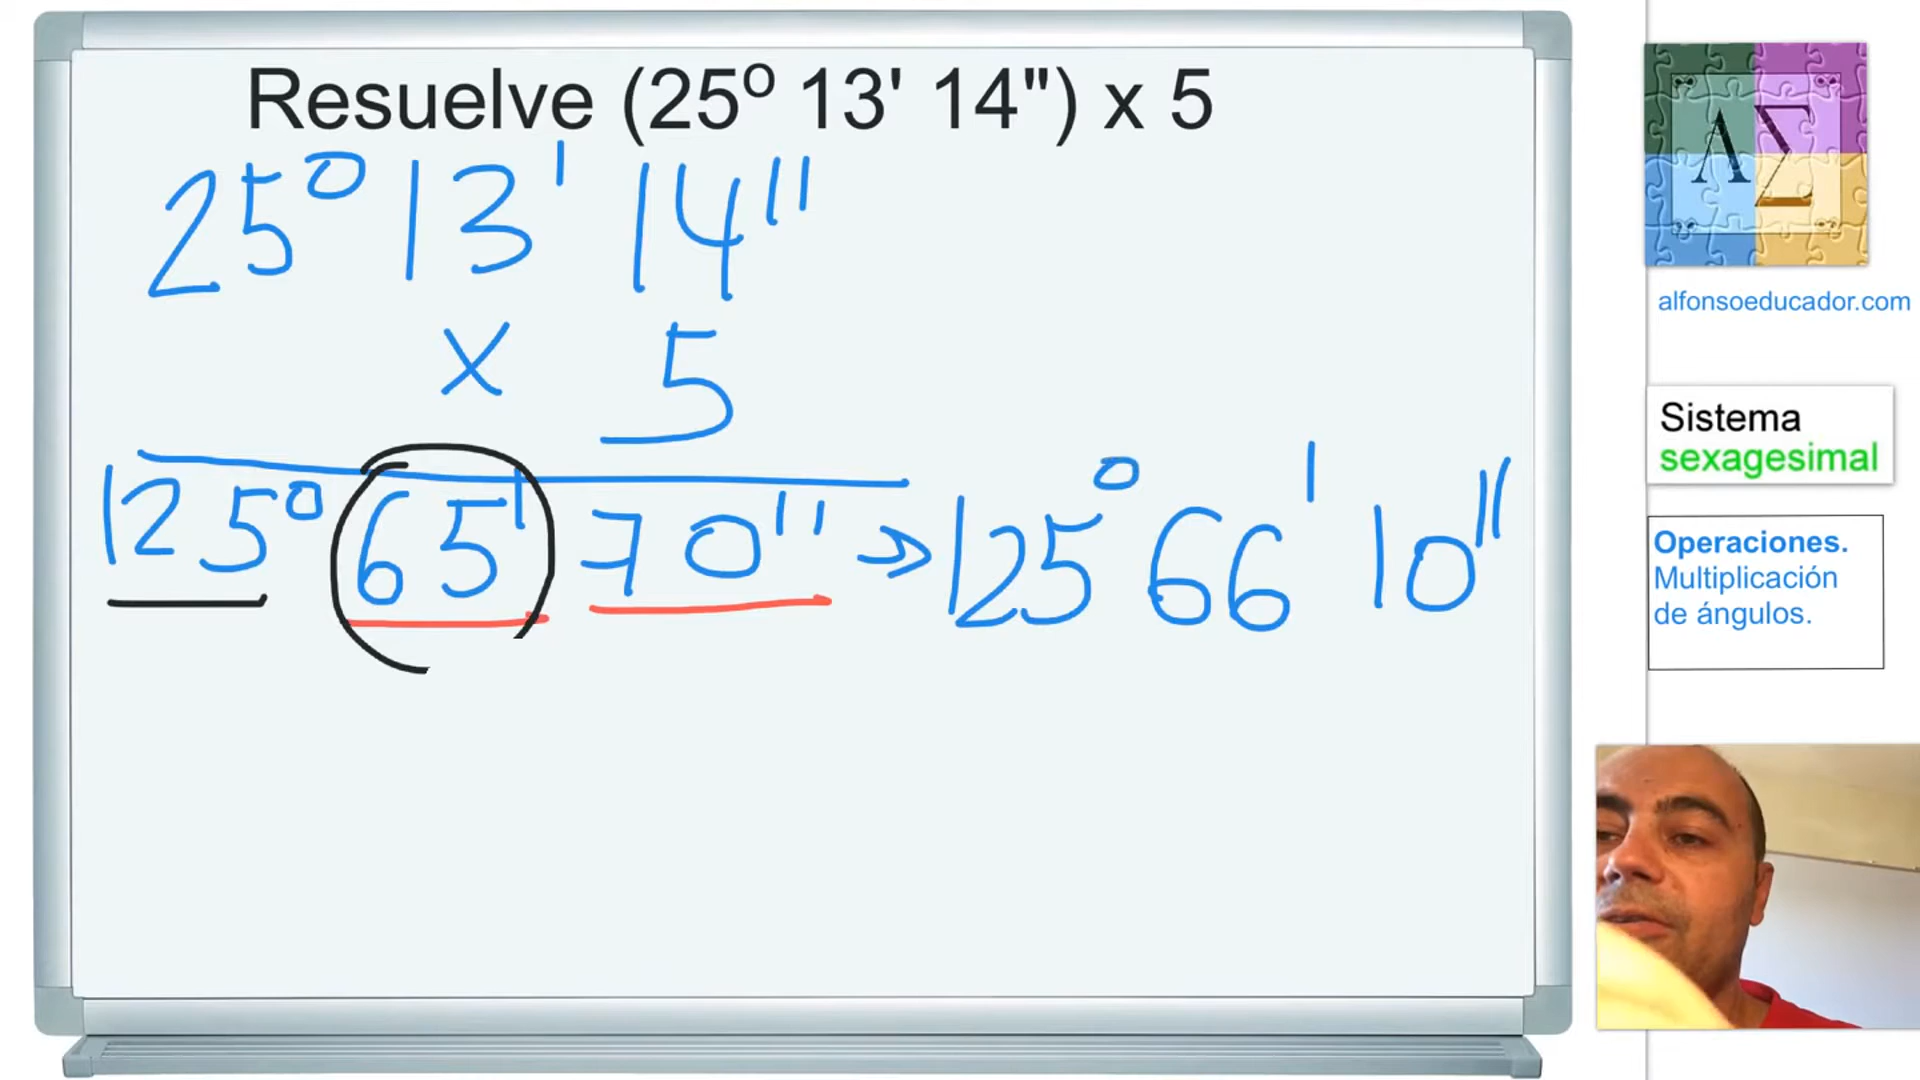 Resuelve (25º 13' 14") x 5
25º 13' 14''
x 5
125º 65' 70'' → 125º 66' 10''
ΛΣ
alfonsoeducador.com
Sistema
sexagesimal
Operaciones.
Multiplicación
de ángulos.